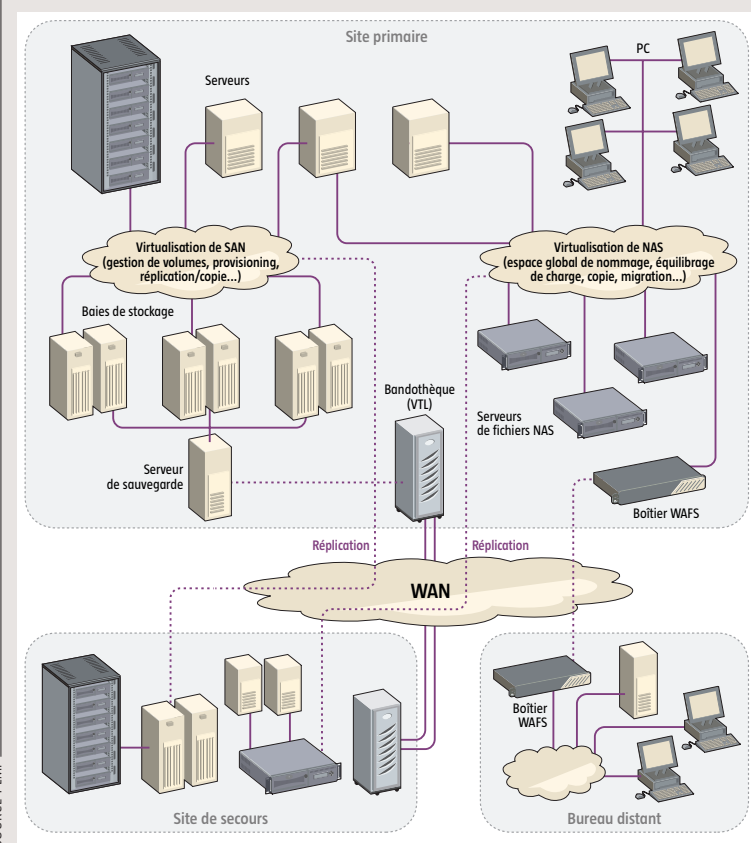 Site primaire
PC
Serveurs
Virtualisation de SAN
(gestion de volumes, provisioning,
réplication/copie...)
Virtualisation de NAS
(espace global de nommage, équilibrage
de charge, copie, migration...)
Baies de stockage
Bandothèque
(VTL)
Serveurs
de fichiers NAS
Serveur
de sauvegarde
Boîtier WAFS
Réplication
Réplication
WAN
Boîtier
WAFS
Site de secours
Bureau distant